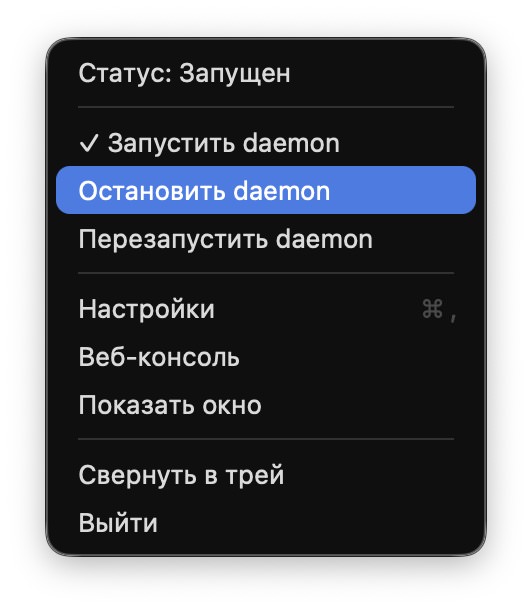 Статус: Запущен
✓ Запустить daemon
Остановить daemon
Перезапустить daemon
Настройки ⌘ ,
Веб-консоль
Показать окно
Свернуть в трей
Выйти